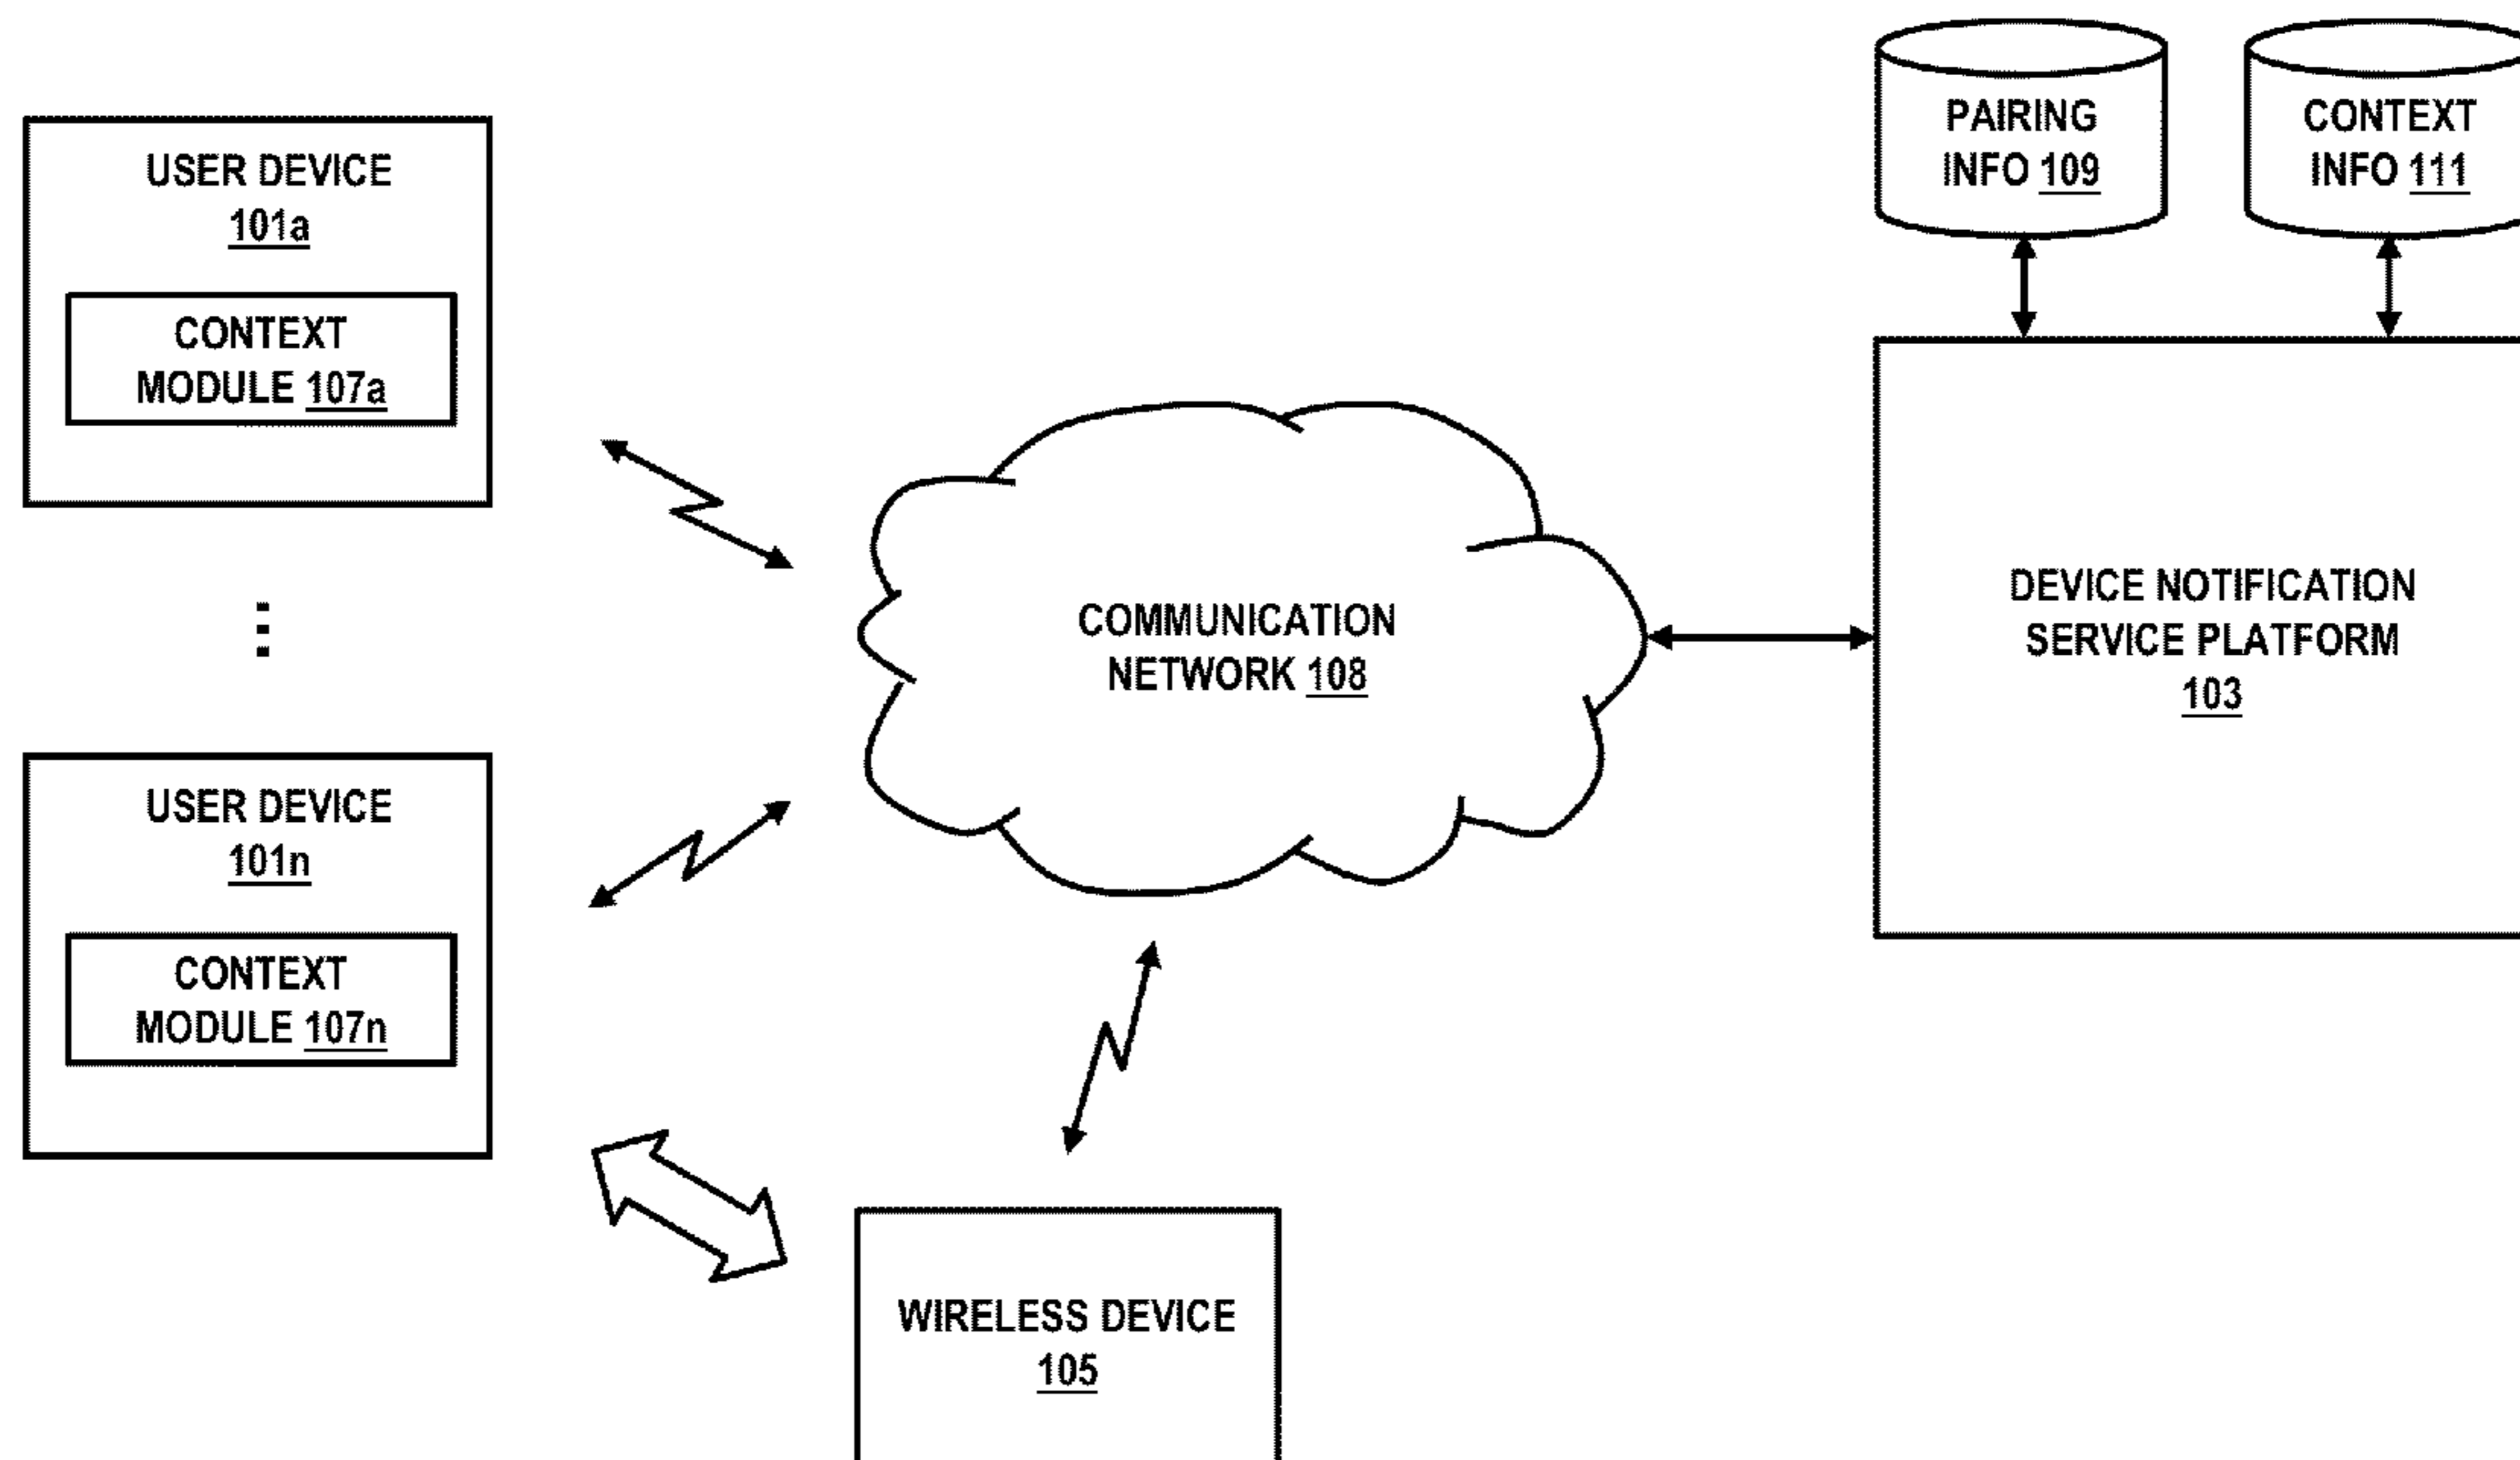 USER DEVICE
101a
CONTEXT
MODULE 107a
USER DEVICE
101n
CONTEXT
MODULE 107n
COMMUNICATION
NETWORK 108
WIRELESS DEVICE
105
PAIRING
INFO 109
CONTEXT
INFO 111
DEVICE NOTIFICATION
SERVICE PLATFORM
103